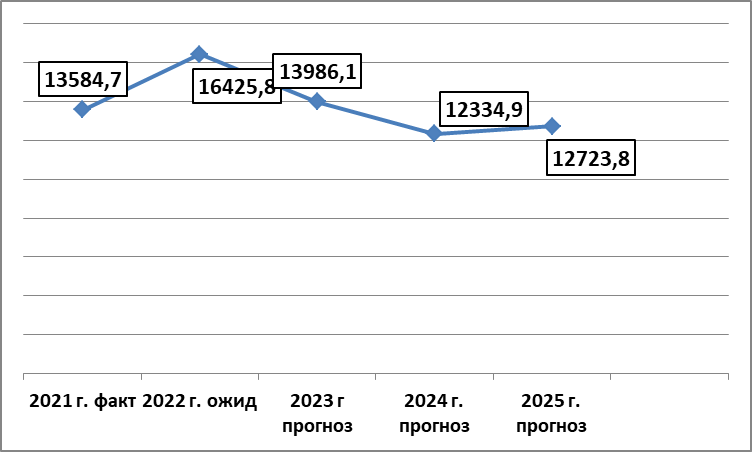 13584,7
16425,8
13986,1
12334,9
12723,8
2021 г. факт 2022 г. ожид
2023 г
прогноз
2024 г.
прогноз
2025 г.
прогноз